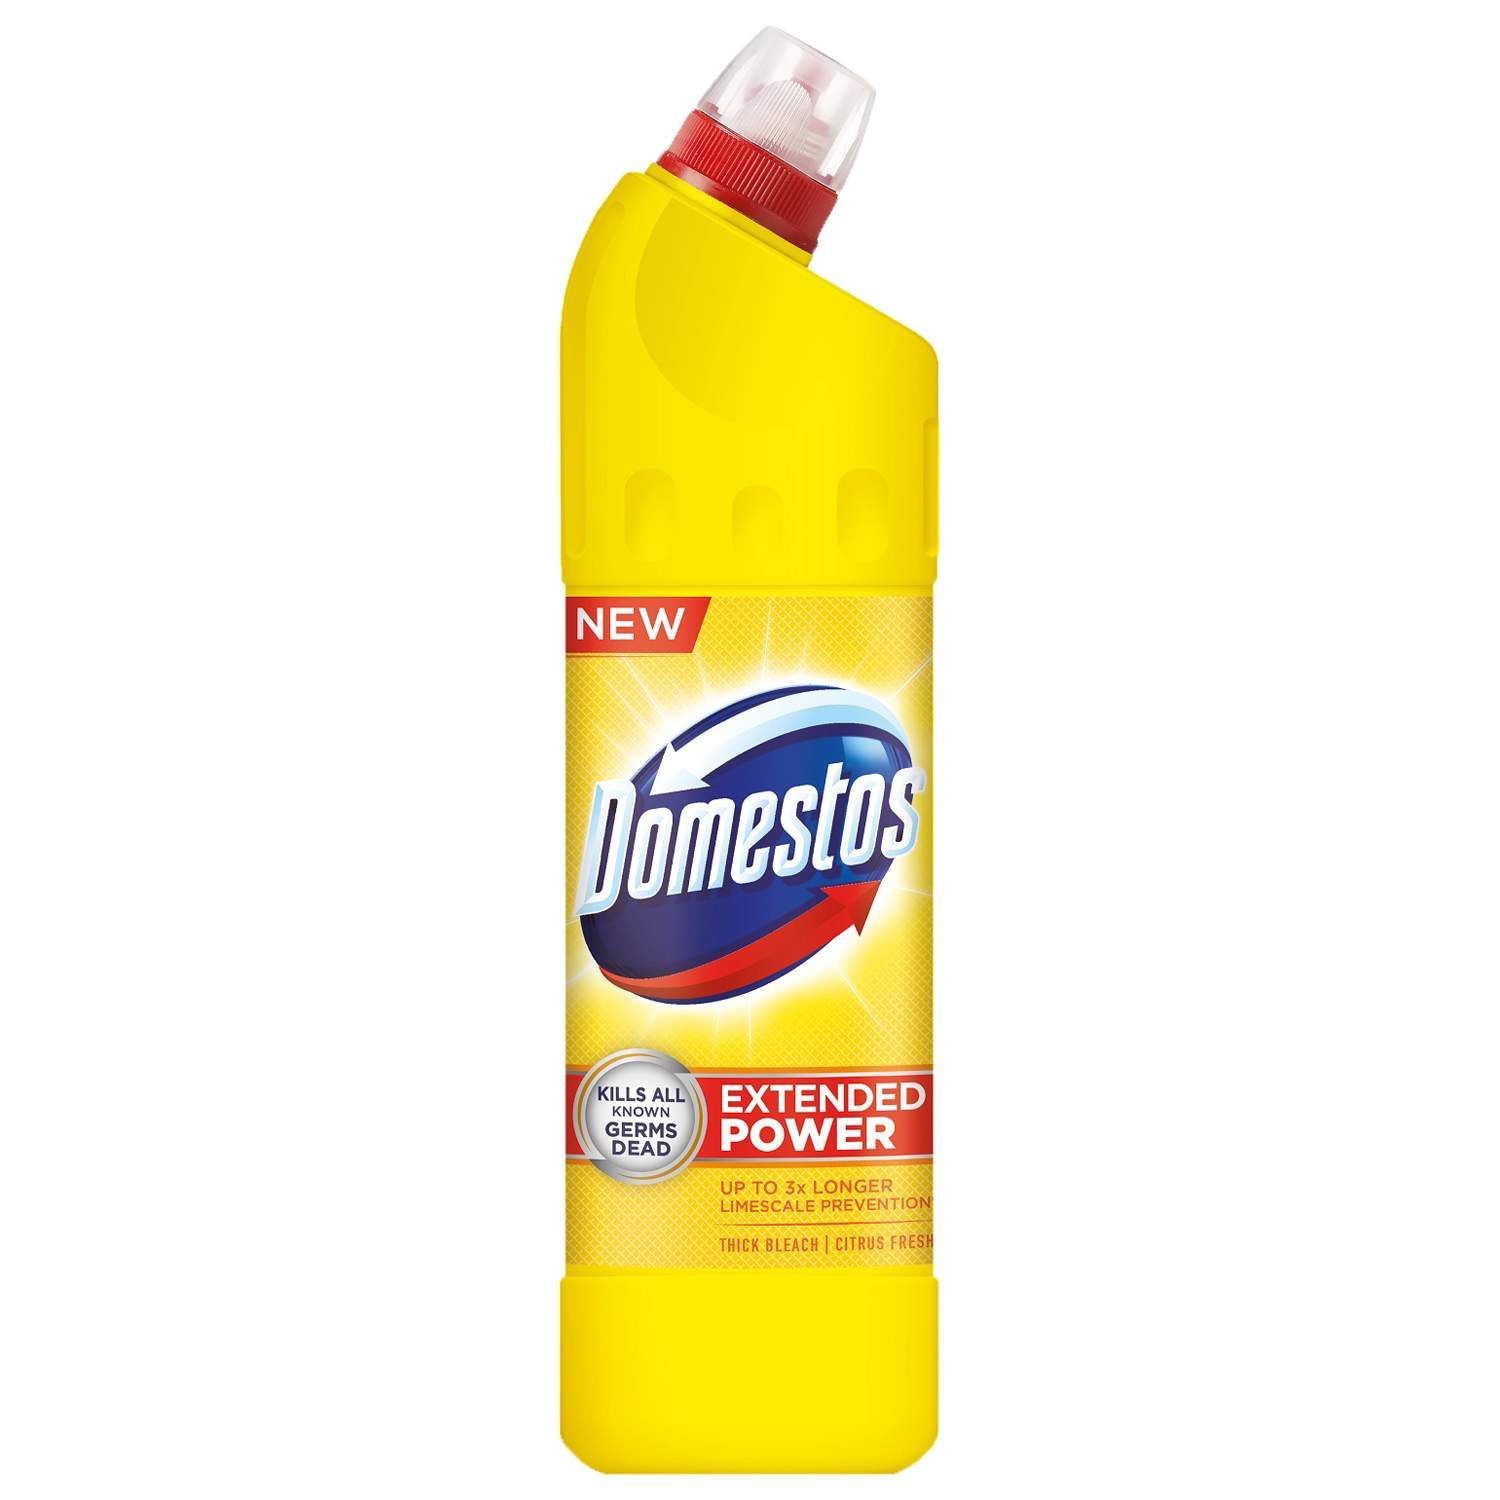 NEW
Domestos
KILLS ALL
KNOWN
GERMS
DEAD
EXTENDED
POWER
UP TO 3x LONGER
LIMESCALE PREVENTION
THICK BLEACH | CITRUS FRESH